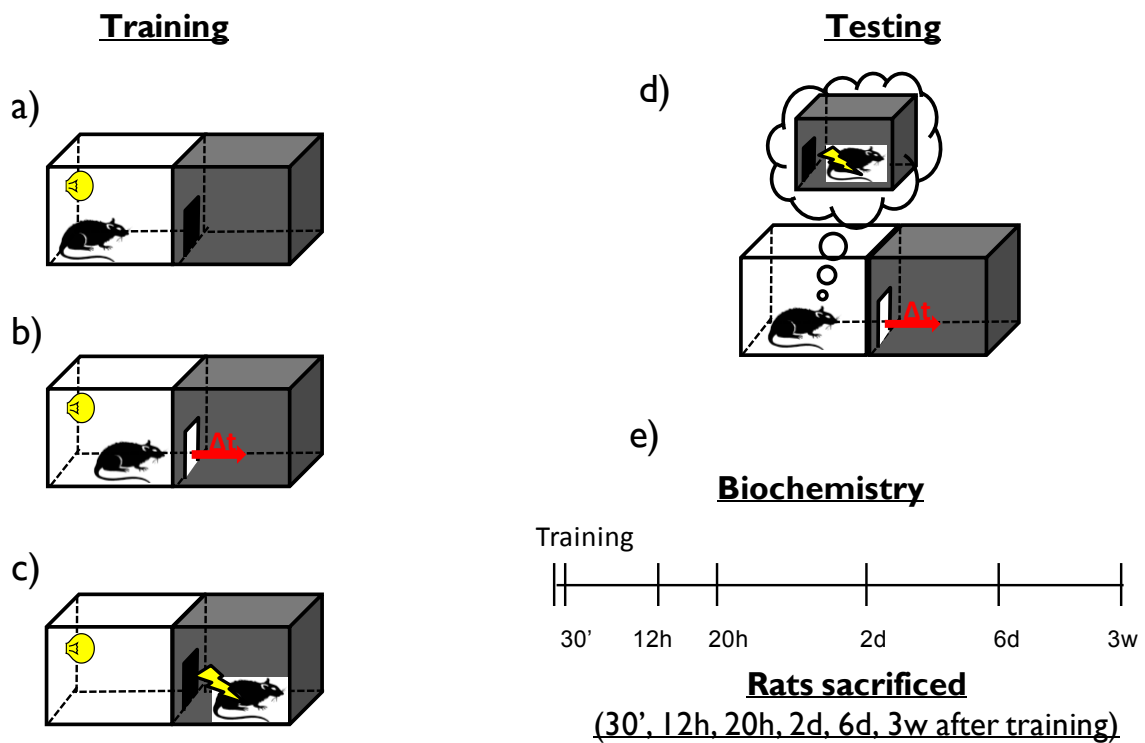 Training
a)
b)
Δt
c)
Testing
d)
Δt
e)
Biochemistry
Training
30’ 12h 20h 2d 6d 3w
Rats sacrificed
(30’, 12h, 20h, 2d, 6d, 3w after training)